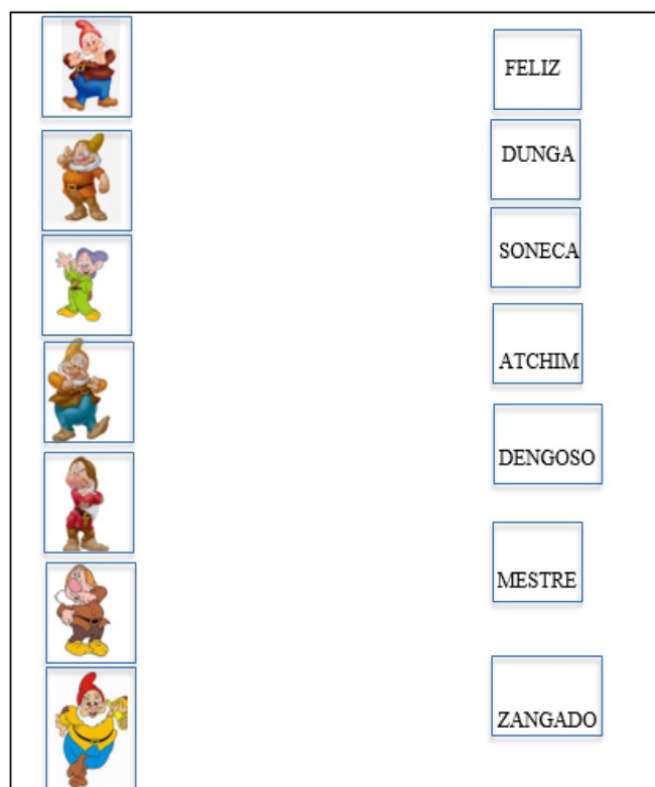 FELIZ
DUNGA
SONECA
ATCHIM
DENGOSO
MESTRE
ZANGADO